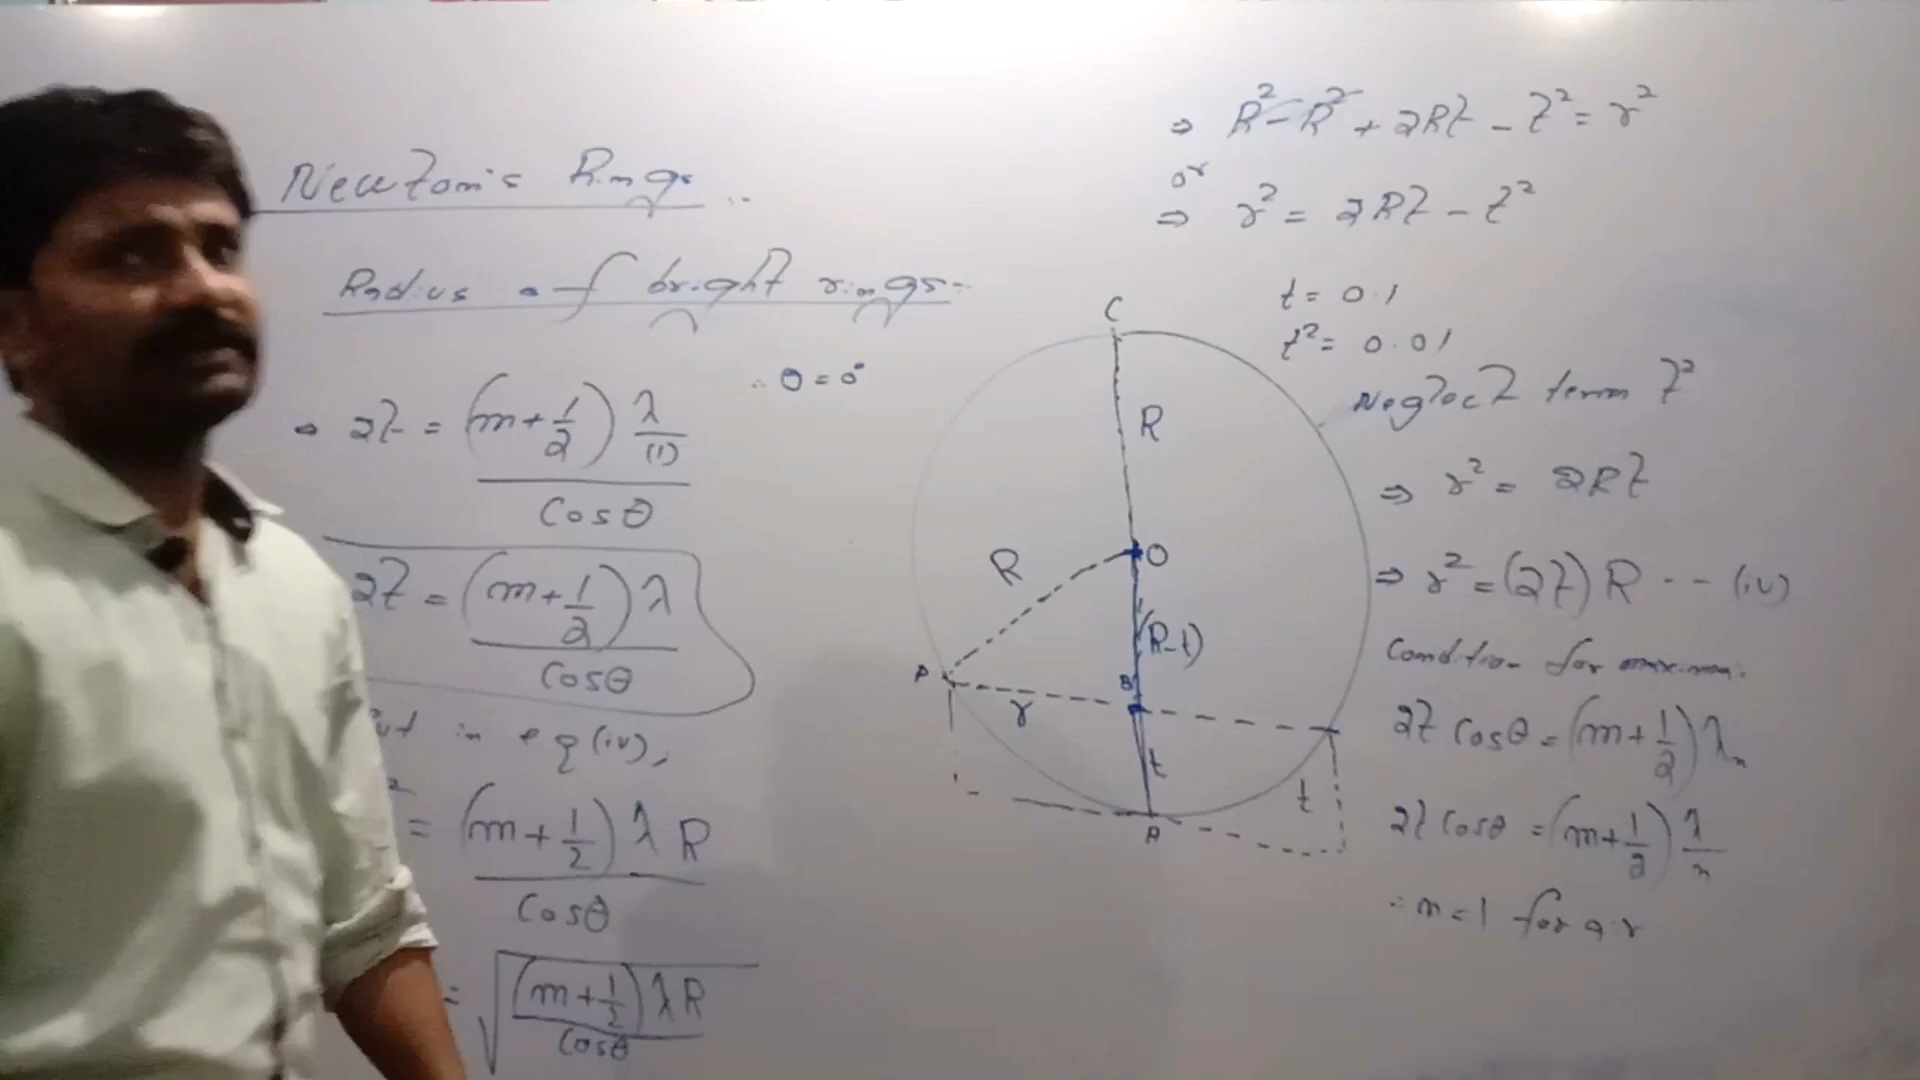 Newton's Rings
Radius of bright rings
∴ θ = 0°
⇒ 2t = (m+1/2) λ/(1) / Cosθ
2t = (m+1/2) λ / Cosθ
in eq (iv),
2 = (m+1/2) λ R / Cosθ
= √((m+1/2) λ R / Cosθ)
C
R
O
R
(R-t)
B
r
t
t
A
⇒ R² - R² + 2Rt - t² = r²
or
⇒ r² = 2Rt - t²
t = 0.1
t² = 0.01
Neglect term t²
⇒ r² = 2Rt
⇒ r² = (2t) R -- (iv)
Condition for
2t Cosθ = (m+1/2) λn
2t Cosθ = (m+1/2) λ/n
∴ n = 1 for air